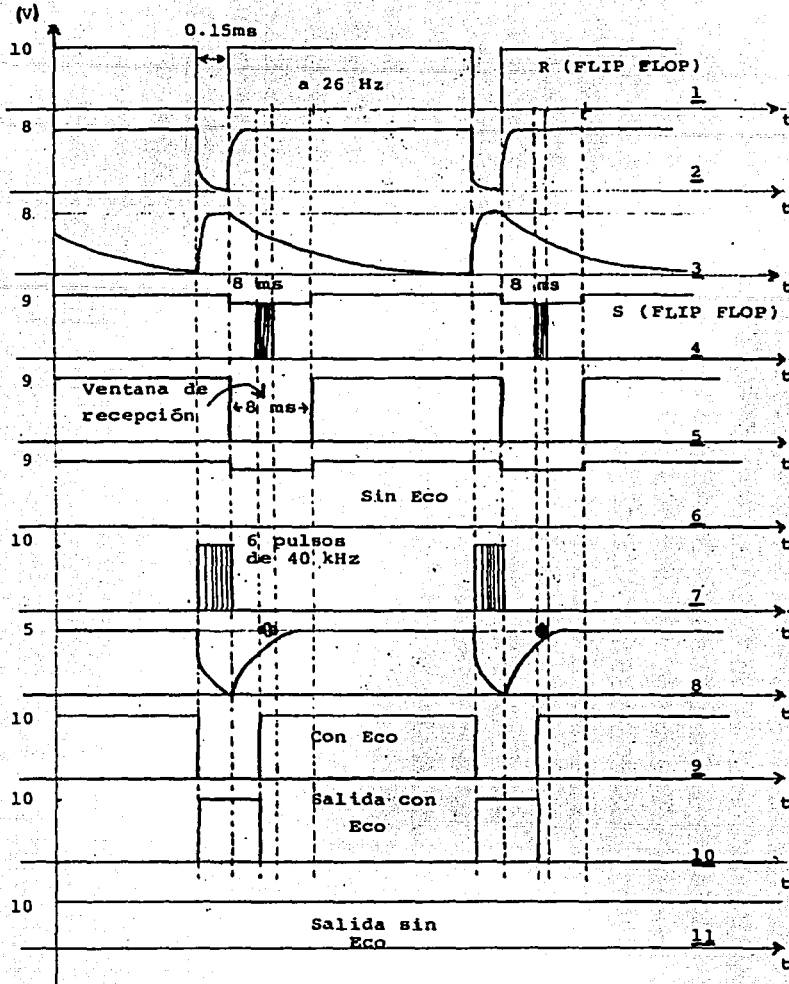 (V)
0.15ms
10
R (FLIP FLOP)
a 26 Hz
1
t
8
2
t
8.
3
t
8 ms
8 ms
9
S (FLIP FLOP)
4
t
9
Ventana de
recepción
8 ms
5
t
9
Sin Eco
6
t
10
6 pulsos
de 40 kHz
7
t
5
8
t
10
Con Eco
9
t
10
Salida con
Eco
10
t
10
Salida sin
Eco
11
t